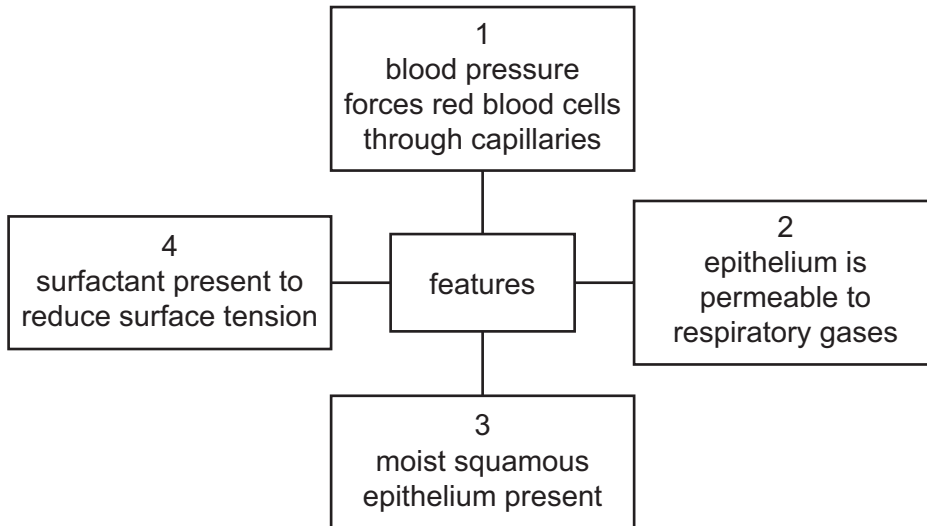 1
blood pressure
forces red blood cells
through capillaries
4
surfactant present to
reduce surface tension
features
2
epithelium is
permeable to
respiratory gases
3
moist squamous
epithelium present